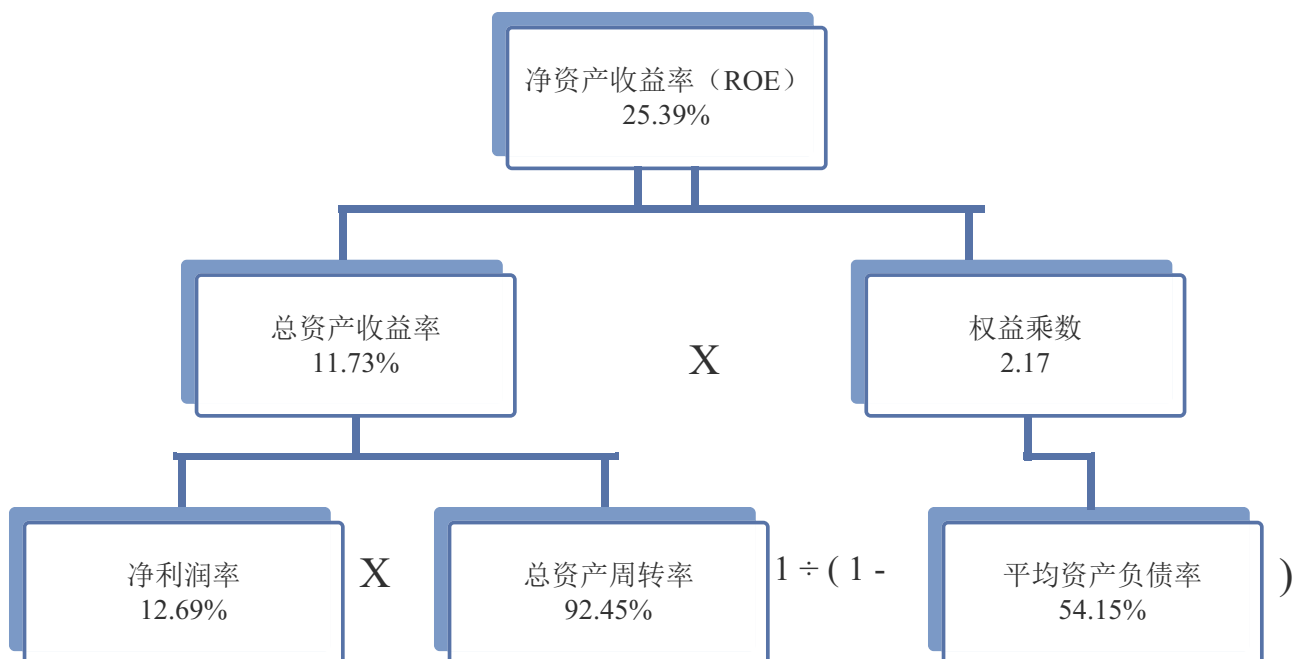 净资产收益率（ROE）
25.39%
总资产收益率
11.73%
X
权益乘数
2.17
净利润率
12.69%
X
总资产周转率
92.45%
1 ÷ ( 1 -
平均资产负债率
54.15%
)